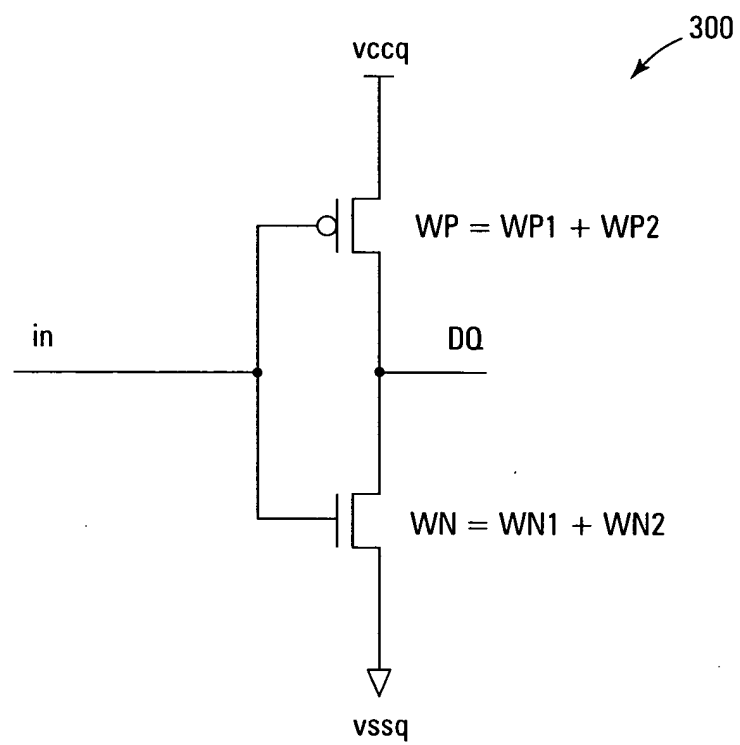 300
vccq
WP = WP1 + WP2
in
DQ
WN = WN1 + WN2
vssq